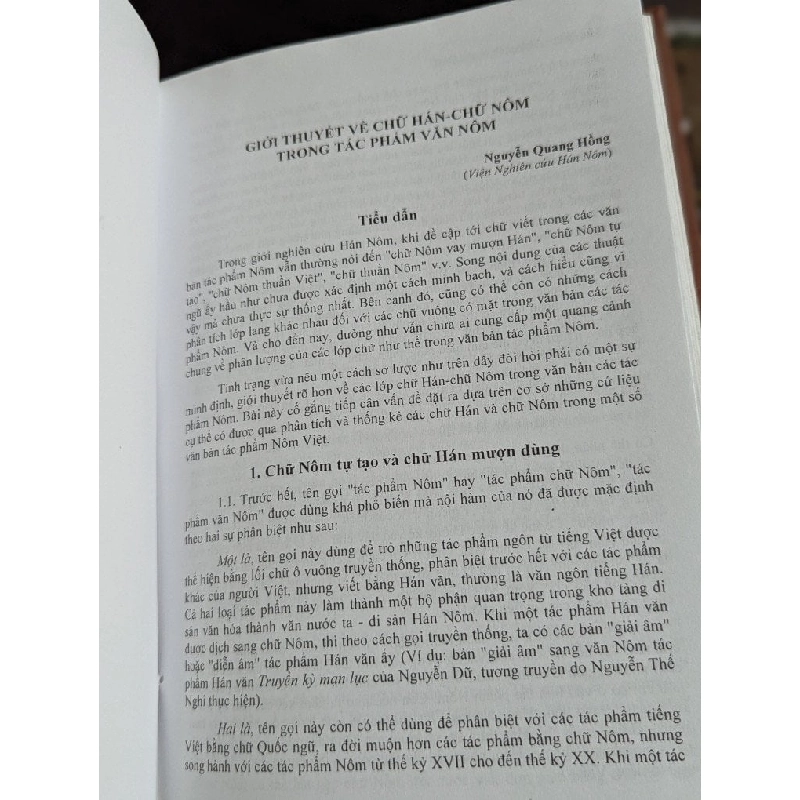 GIỚI THUYẾT VỀ CHỮ HÁN-CHỮ NÔM
TRONG TÁC PHẨM VĂN NÔM
Nguyễn Quang Hồng
(Viện Nghiên cứu Hán Nôm)
Tiểu dẫn
Trong giới nghiên cứu Hán Nôm, khi đề cập tới chữ viết trong các văn
bản tác phẩm Nôm vẫn thường nói đến "chữ Nôm vay mượn Hán", "chữ Nôm tự
tạo", "chữ Nôm thuần Việt", "chữ thuần Nôm" v.v. Song nội dung của các thuật
ngữ ấy hầu như chưa được xác định một cách minh bạch, và cách hiểu cũng vì
vậy mà chưa thực sự thống nhất. Bên cạnh đó, cũng có thể còn có những cách
phân tích lớp lang khác nhau đối với các chữ vuông có mặt trong văn bản các tác
phẩm Nôm. Và cho đến nay, dường như vẫn chưa ai cung cấp một quang cảnh
chung về phân lượng của các lớp chữ như thế trong văn bản tác phẩm Nôm.
Tình trạng vừa nêu một cách sơ lược như trên đây đòi hỏi phải có một sự
minh định, giới thuyết rõ hơn về các lớp chữ Hán-chữ Nôm trong văn bản các tác
phẩm Nôm. Bài này cố gắng tiếp cận vấn đề đặt ra dựa trên cơ sở những cứ liệu
cụ thể có được qua phân tích và thống kê các chữ Hán và chữ Nôm trong một số
văn bản tác phẩm Nôm Việt.
1. Chữ Nôm tự tạo và chữ Hán mượn dùng
1.1. Trước hết, tên gọi "tác phẩm Nôm" hay "tác phẩm chữ Nôm", "tác
phẩm văn Nôm" được dùng khá phổ biến mà nội hàm của nó đã được mặc định
theo hai sự phân biệt như sau:
Một là, tên gọi này dùng để trỏ những tác phẩm ngôn từ tiếng Việt được
thể hiện bằng lối chữ ô vuông truyền thống, phân biệt trước hết với các tác phẩm
khác của người Việt, nhưng viết bằng Hán văn, thường là văn ngôn tiếng Hán.
Cả hai loại tác phẩm này làm thành một bộ phận quan trọng trong kho tàng di
sản văn hóa thành văn nước ta - di sản Hán Nôm. Khi một tác phẩm Hán văn
được dịch sang chữ Nôm, thì theo cách gọi truyền thống, ta có các bản "giải âm"
hoặc "diễn âm" tác phẩm Hán văn ấy (Ví dụ: bản "giải âm" sang văn Nôm tác
phẩm Hán văn Truyền kỳ mạn lục của Nguyễn Dữ, tương truyền do Nguyễn Thế
Nghi thực hiện).
Hai là, tên gọi này còn có thể dùng để phân biệt với các tác phẩm tiếng
Việt bằng chữ Quốc ngữ, ra đời muộn hơn các tác phẩm bằng chữ Nôm, nhưng
song hành với các tác phẩm Nôm từ thế kỷ XVII cho đến thế kỷ XX. Khi một tác